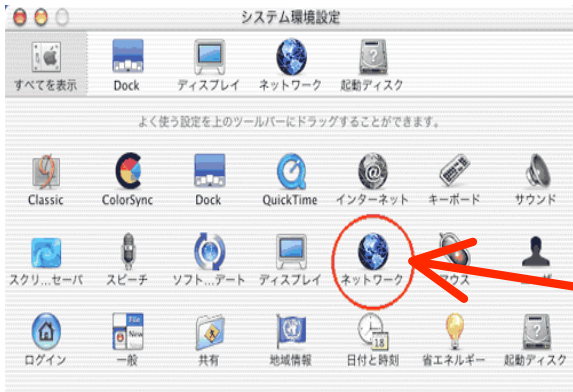 システム環境設定
すべてを表示 Dock ディスプレイ ネットワーク 起動ディスク
よく使う設定を上のツールバーにドラッグすることができます。
Classic ColorSync Dock QuickTime インターネット キーボード サウンド
スクリ...セーバ スピーチ ソフト...デート ディスプレイ ネットワーク マウス
ログイン 一般 共有 地域情報 日付と時刻 省エネルギー 起動ディスク